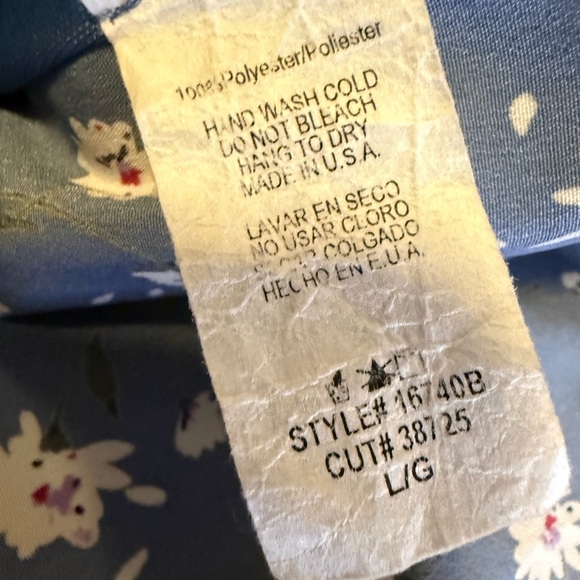 100% Polyester/Poliester
HAND WASH COLD
DO NOT BLEACH
HANG TO DRY
MADE IN U.S.A.
LAVAR EN SECO
NO USAR CLORO
SECAR COLGADO
HECHO EN E.U.A.
STYLE# 16740B
CUT# 38725
L/G